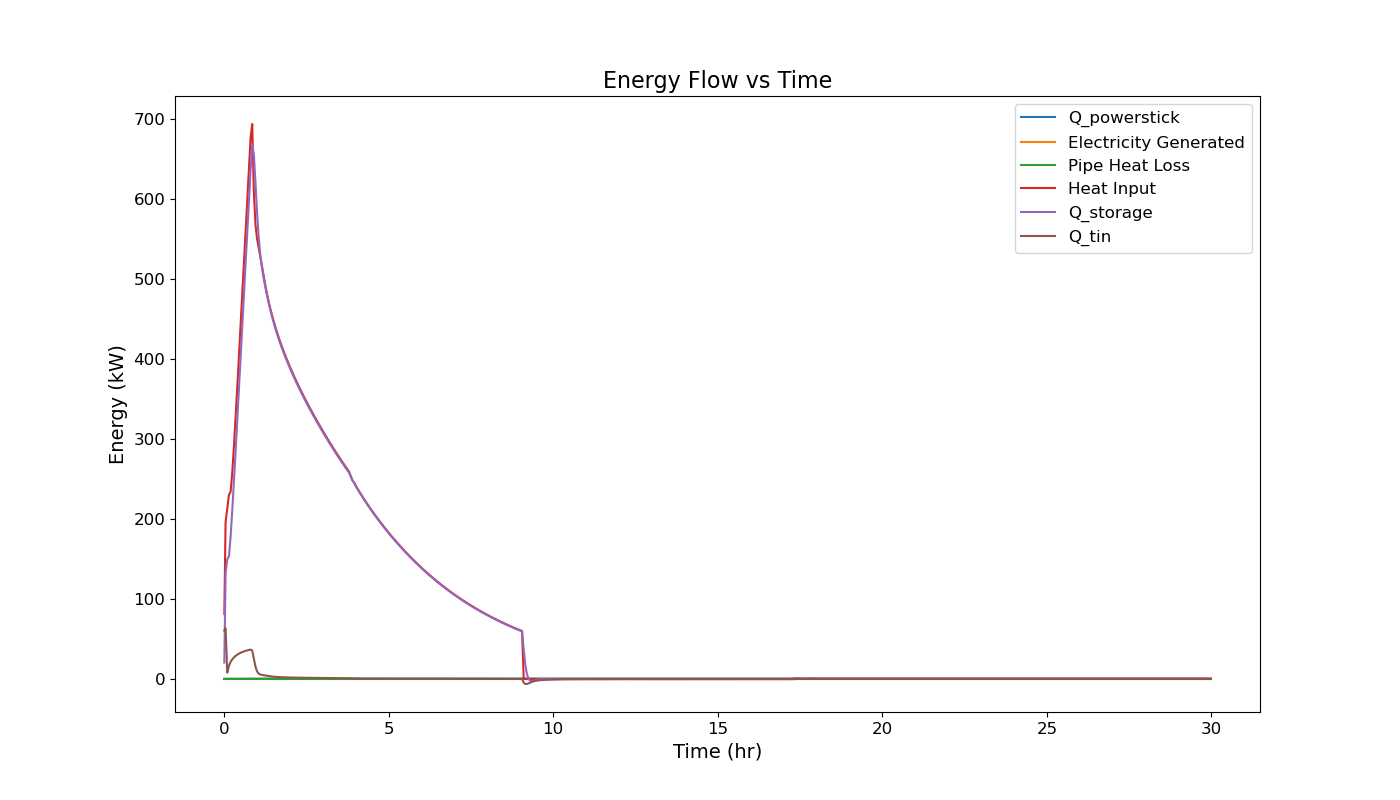 Energy Flow vs Time
Q_powerstick
Electricity Generated
Pipe Heat Loss
Heat Input
Q_storage
Q_tin
Energy (kW)
700
600
500
400
300
200
100
0
0 5 10 15 20 25 30
Time (hr)